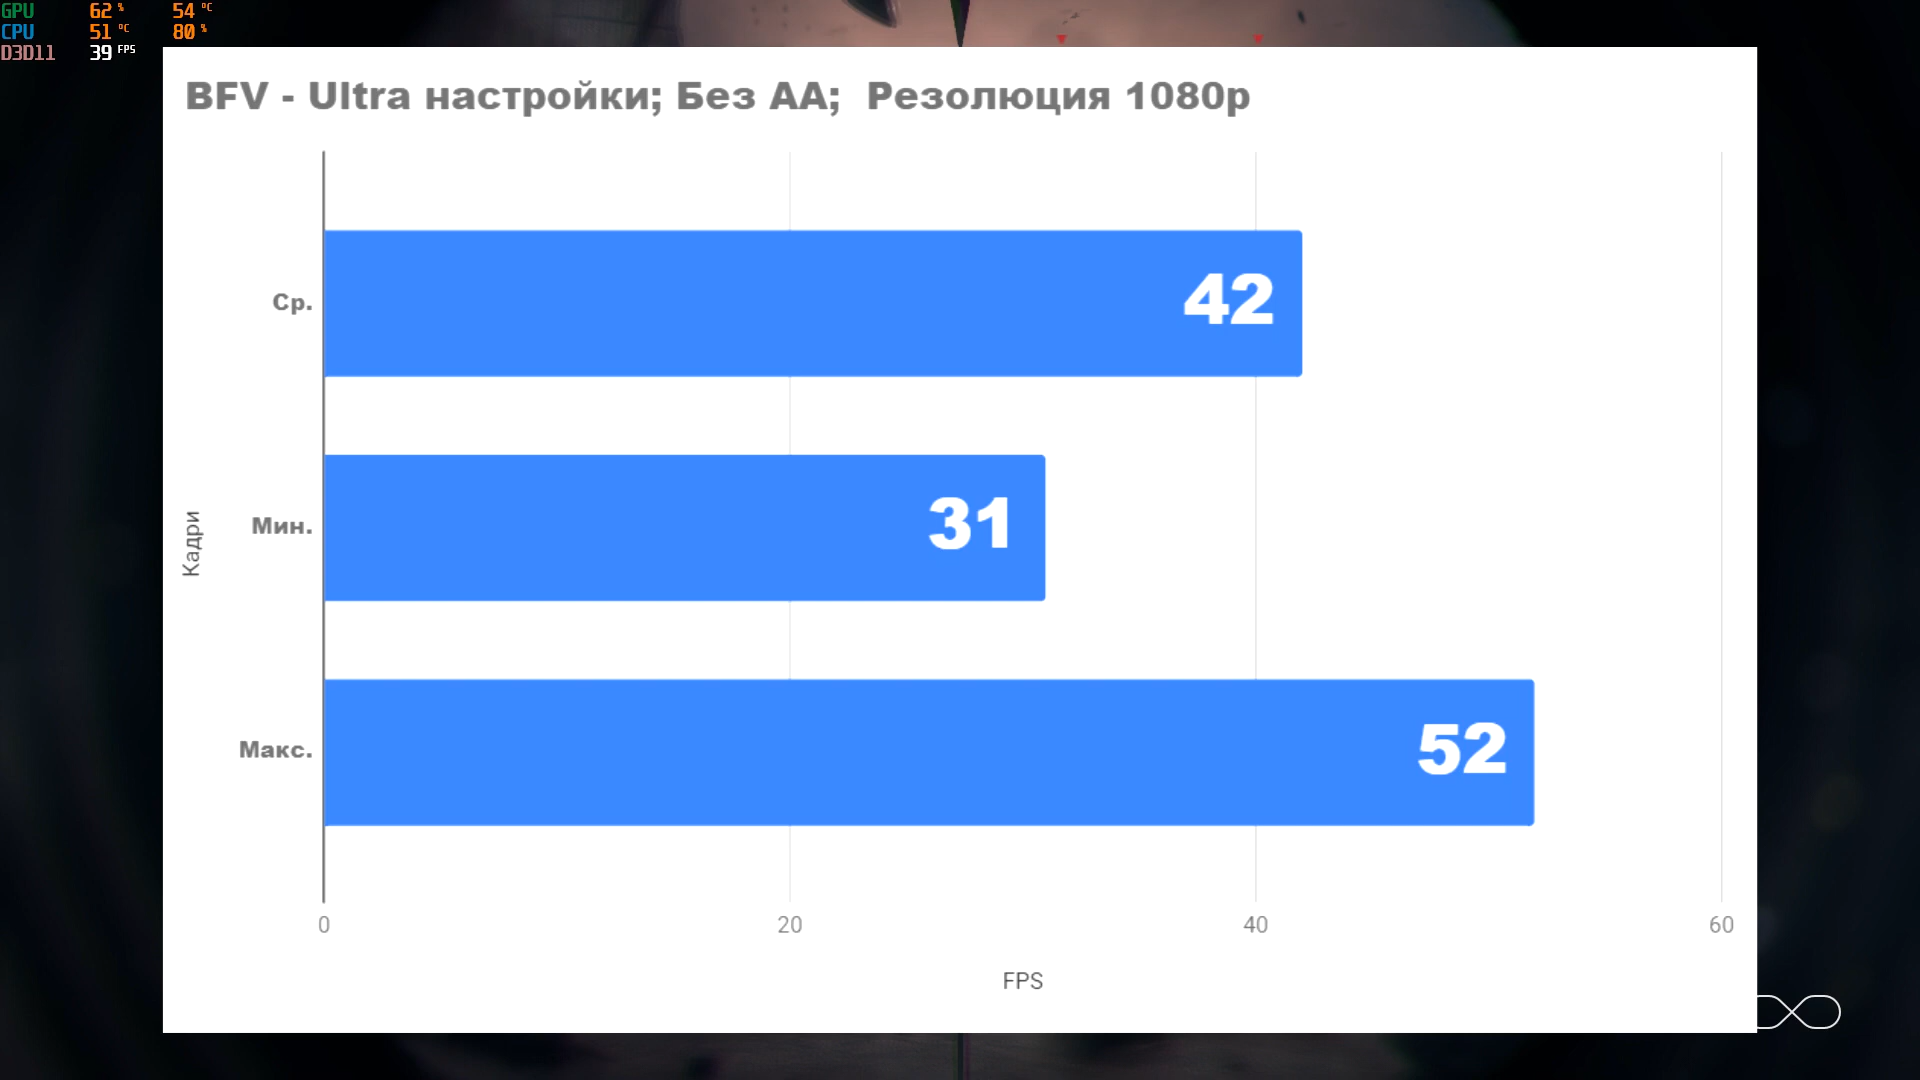 GPU 62 % 54 °C
CPU 51 °C 80 %
D3D11 39 FPS
BFV - Ultra настройки; Без АА; Резолюция 1080p
Ср. 42
Мин. 31
Макс. 52
Кадри
0 20 40 60
FPS